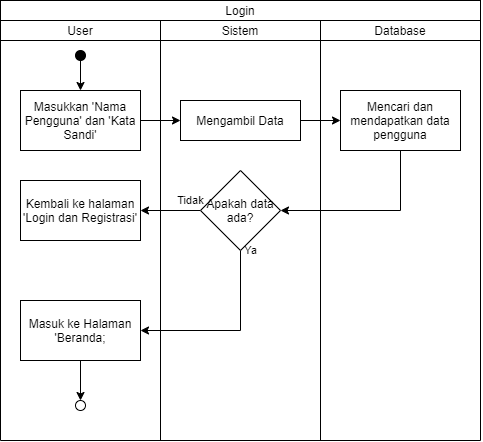 Login
User
Sistem
Database
Masukkan 'Nama
Pengguna' dan 'Kata
Sandi'
Mengambil Data
Mencari dan
mendapatkan data
pengguna
Kembali ke halaman
'Login dan Registrasi'
Tidak
Apakah data
ada?
Ya
Masuk ke Halaman
'Beranda;